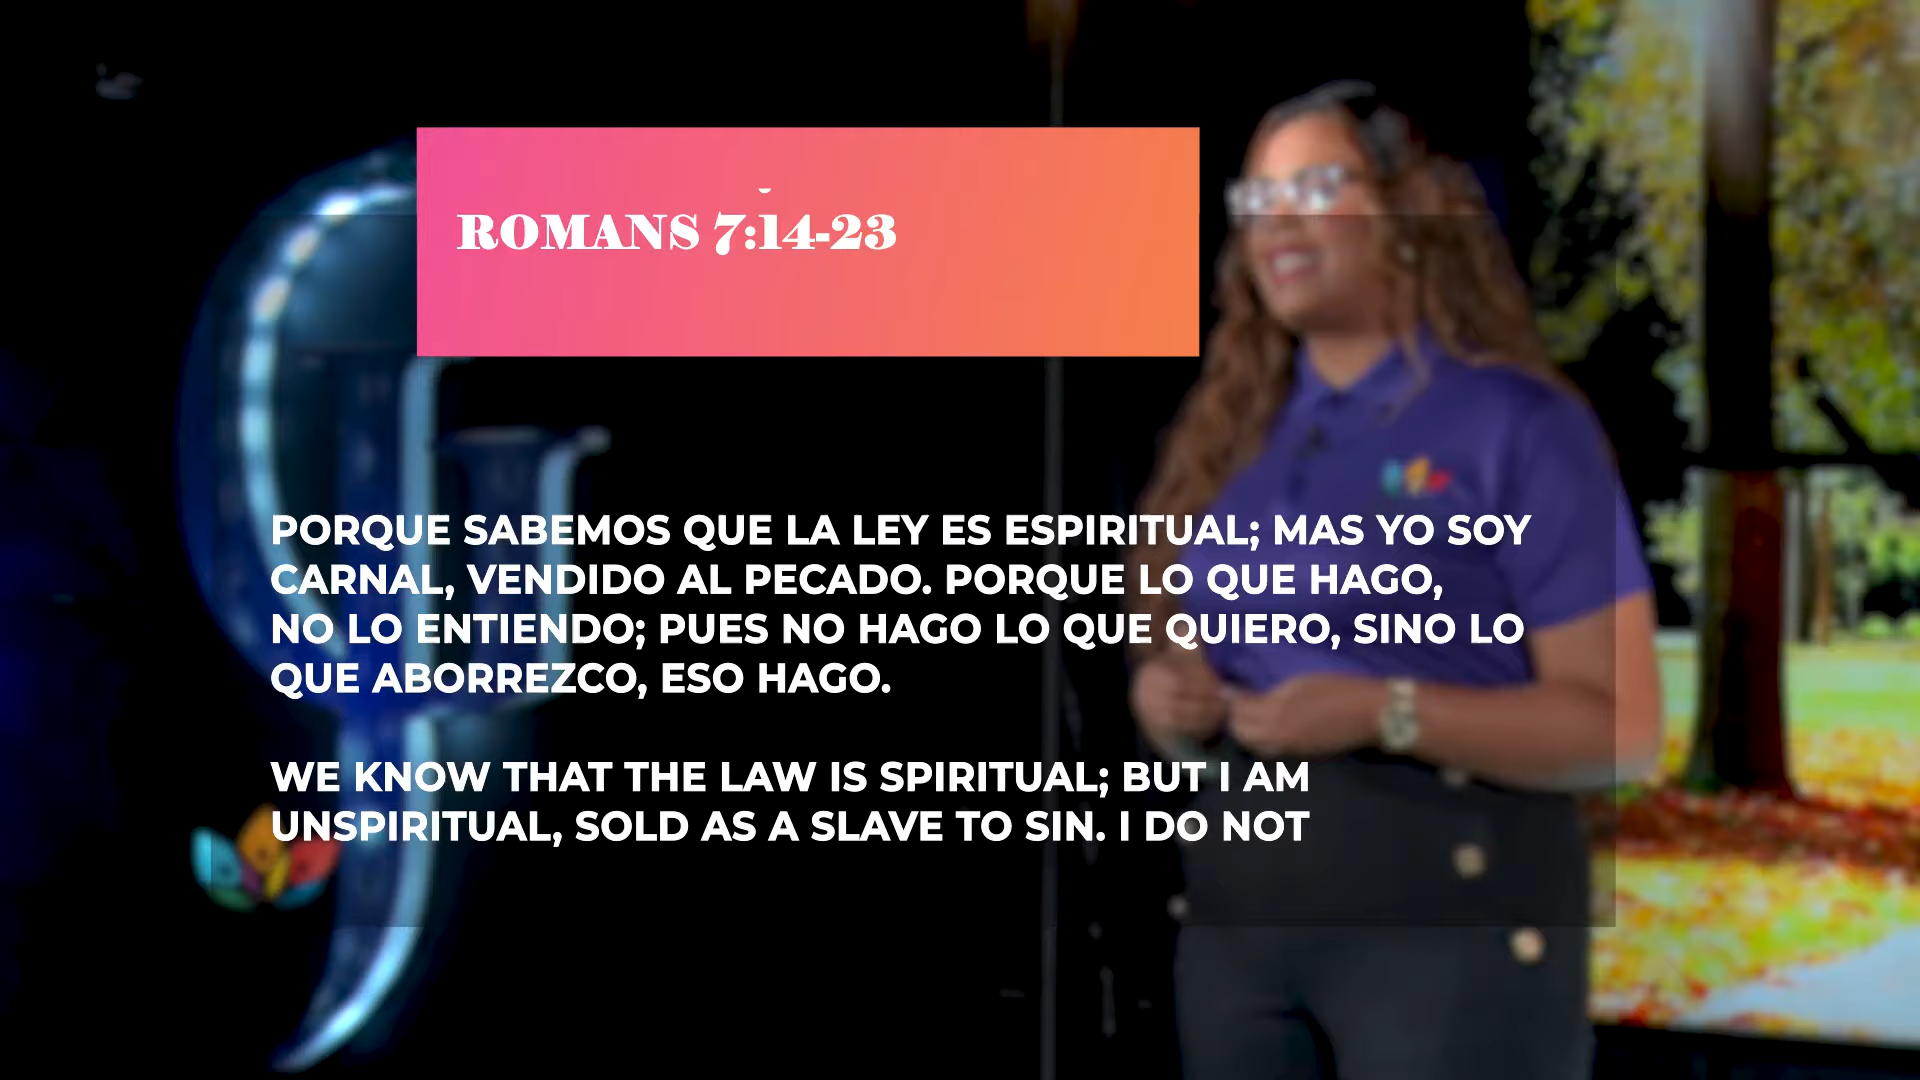 ROMANS 7:14-23
PORQUE SABEMOS QUE LA LEY ES ESPIRITUAL; MAS YO SOY
CARNAL, VENDIDO AL PECADO. PORQUE LO QUE HAGO,
NO LO ENTIENDO; PUES NO HAGO LO QUE QUIERO, SINO LO
QUE ABORREZCO, ESO HAGO.
WE KNOW THAT THE LAW IS SPIRITUAL; BUT I AM
UNSPIRITUAL, SOLD AS A SLAVE TO SIN. I DO NOT